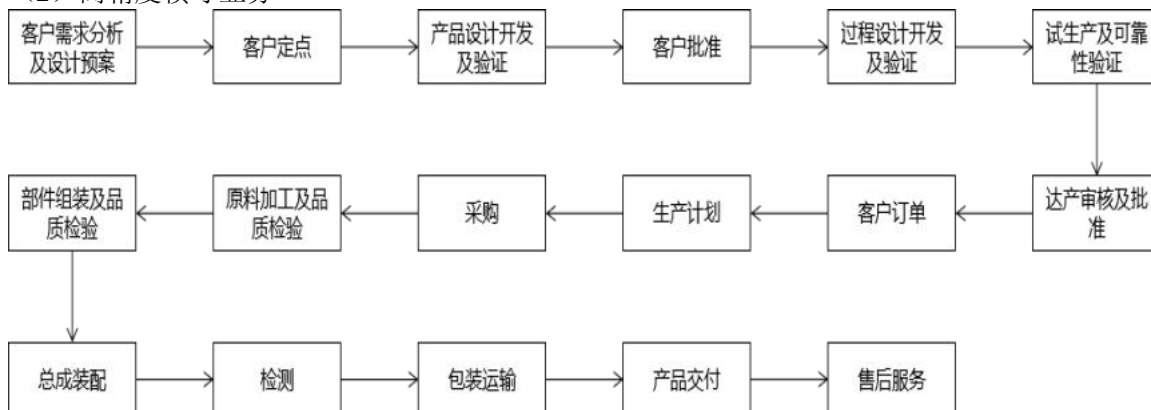 客户需求分析
及设计预案
客户定点
产品设计开发
及验证
客户批准
过程设计开发
及验证
试生产及可靠
性验证
达产审核及批
准
客户订单
生产计划
采购
原料加工及品
质检验
部件组装及品
质检验
总成装配
检测
包装运输
产品交付
售后服务